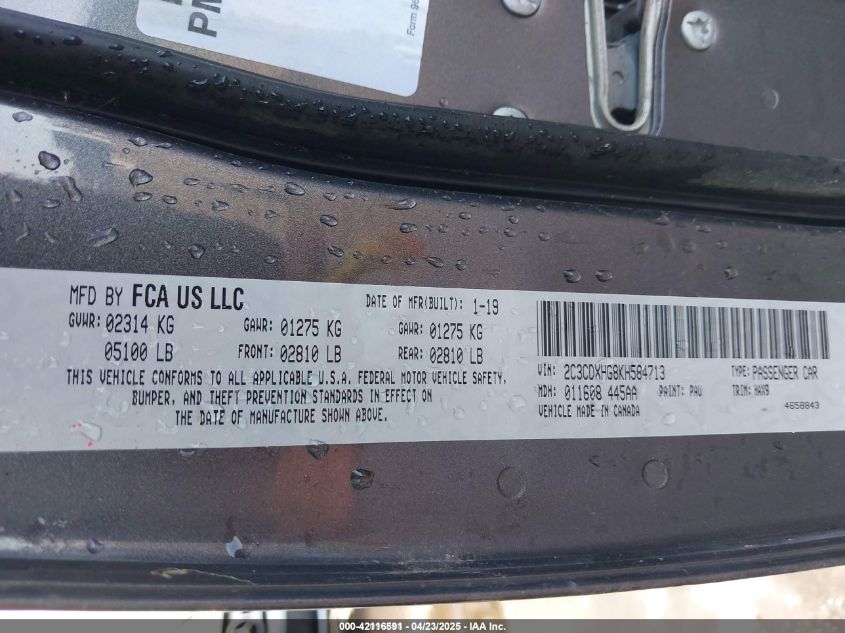 PM
Form 96
MFD BY FCA US LLC
DATE OF MFR(BUILT): 1-19
GVWR: 02314 KG GAWR: 01275 KG GAWR: 01275 KG
05100 LB FRONT: 02810 LB REAR: 02810 LB
THIS VEHICLE CONFORMS TO ALL APPLICABLE U.S.A. FEDERAL MOTOR VEHICLE SAFETY,
BUMPER, AND THEFT PREVENTION STANDARDS IN EFFECT ON
THE DATE OF MANUFACTURE SHOWN ABOVE.
VIN: 2C3CDXHG8KH584713 TYPE: PASSENGER CAR
MDH: 011608 445AA PAINT: PAU TRIM: HAX9
VEHICLE MADE IN CANADA 4658843
000-42116591 - 04/23/2025 - IAA Inc.